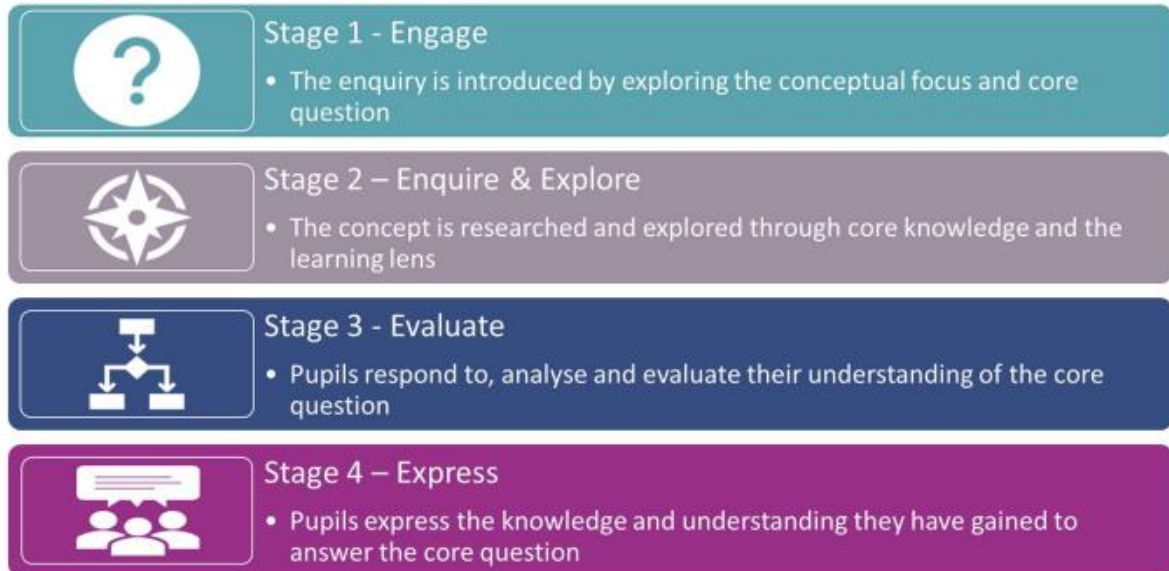 ?
Stage 1 - Engage
• The enquiry is introduced by exploring the conceptual focus and core
question
Stage 2 – Enquire & Explore
• The concept is researched and explored through core knowledge and the
learning lens
Stage 3 - Evaluate
• Pupils respond to, analyse and evaluate their understanding of the core
question
Stage 4 – Express
• Pupils express the knowledge and understanding they have gained to
answer the core question